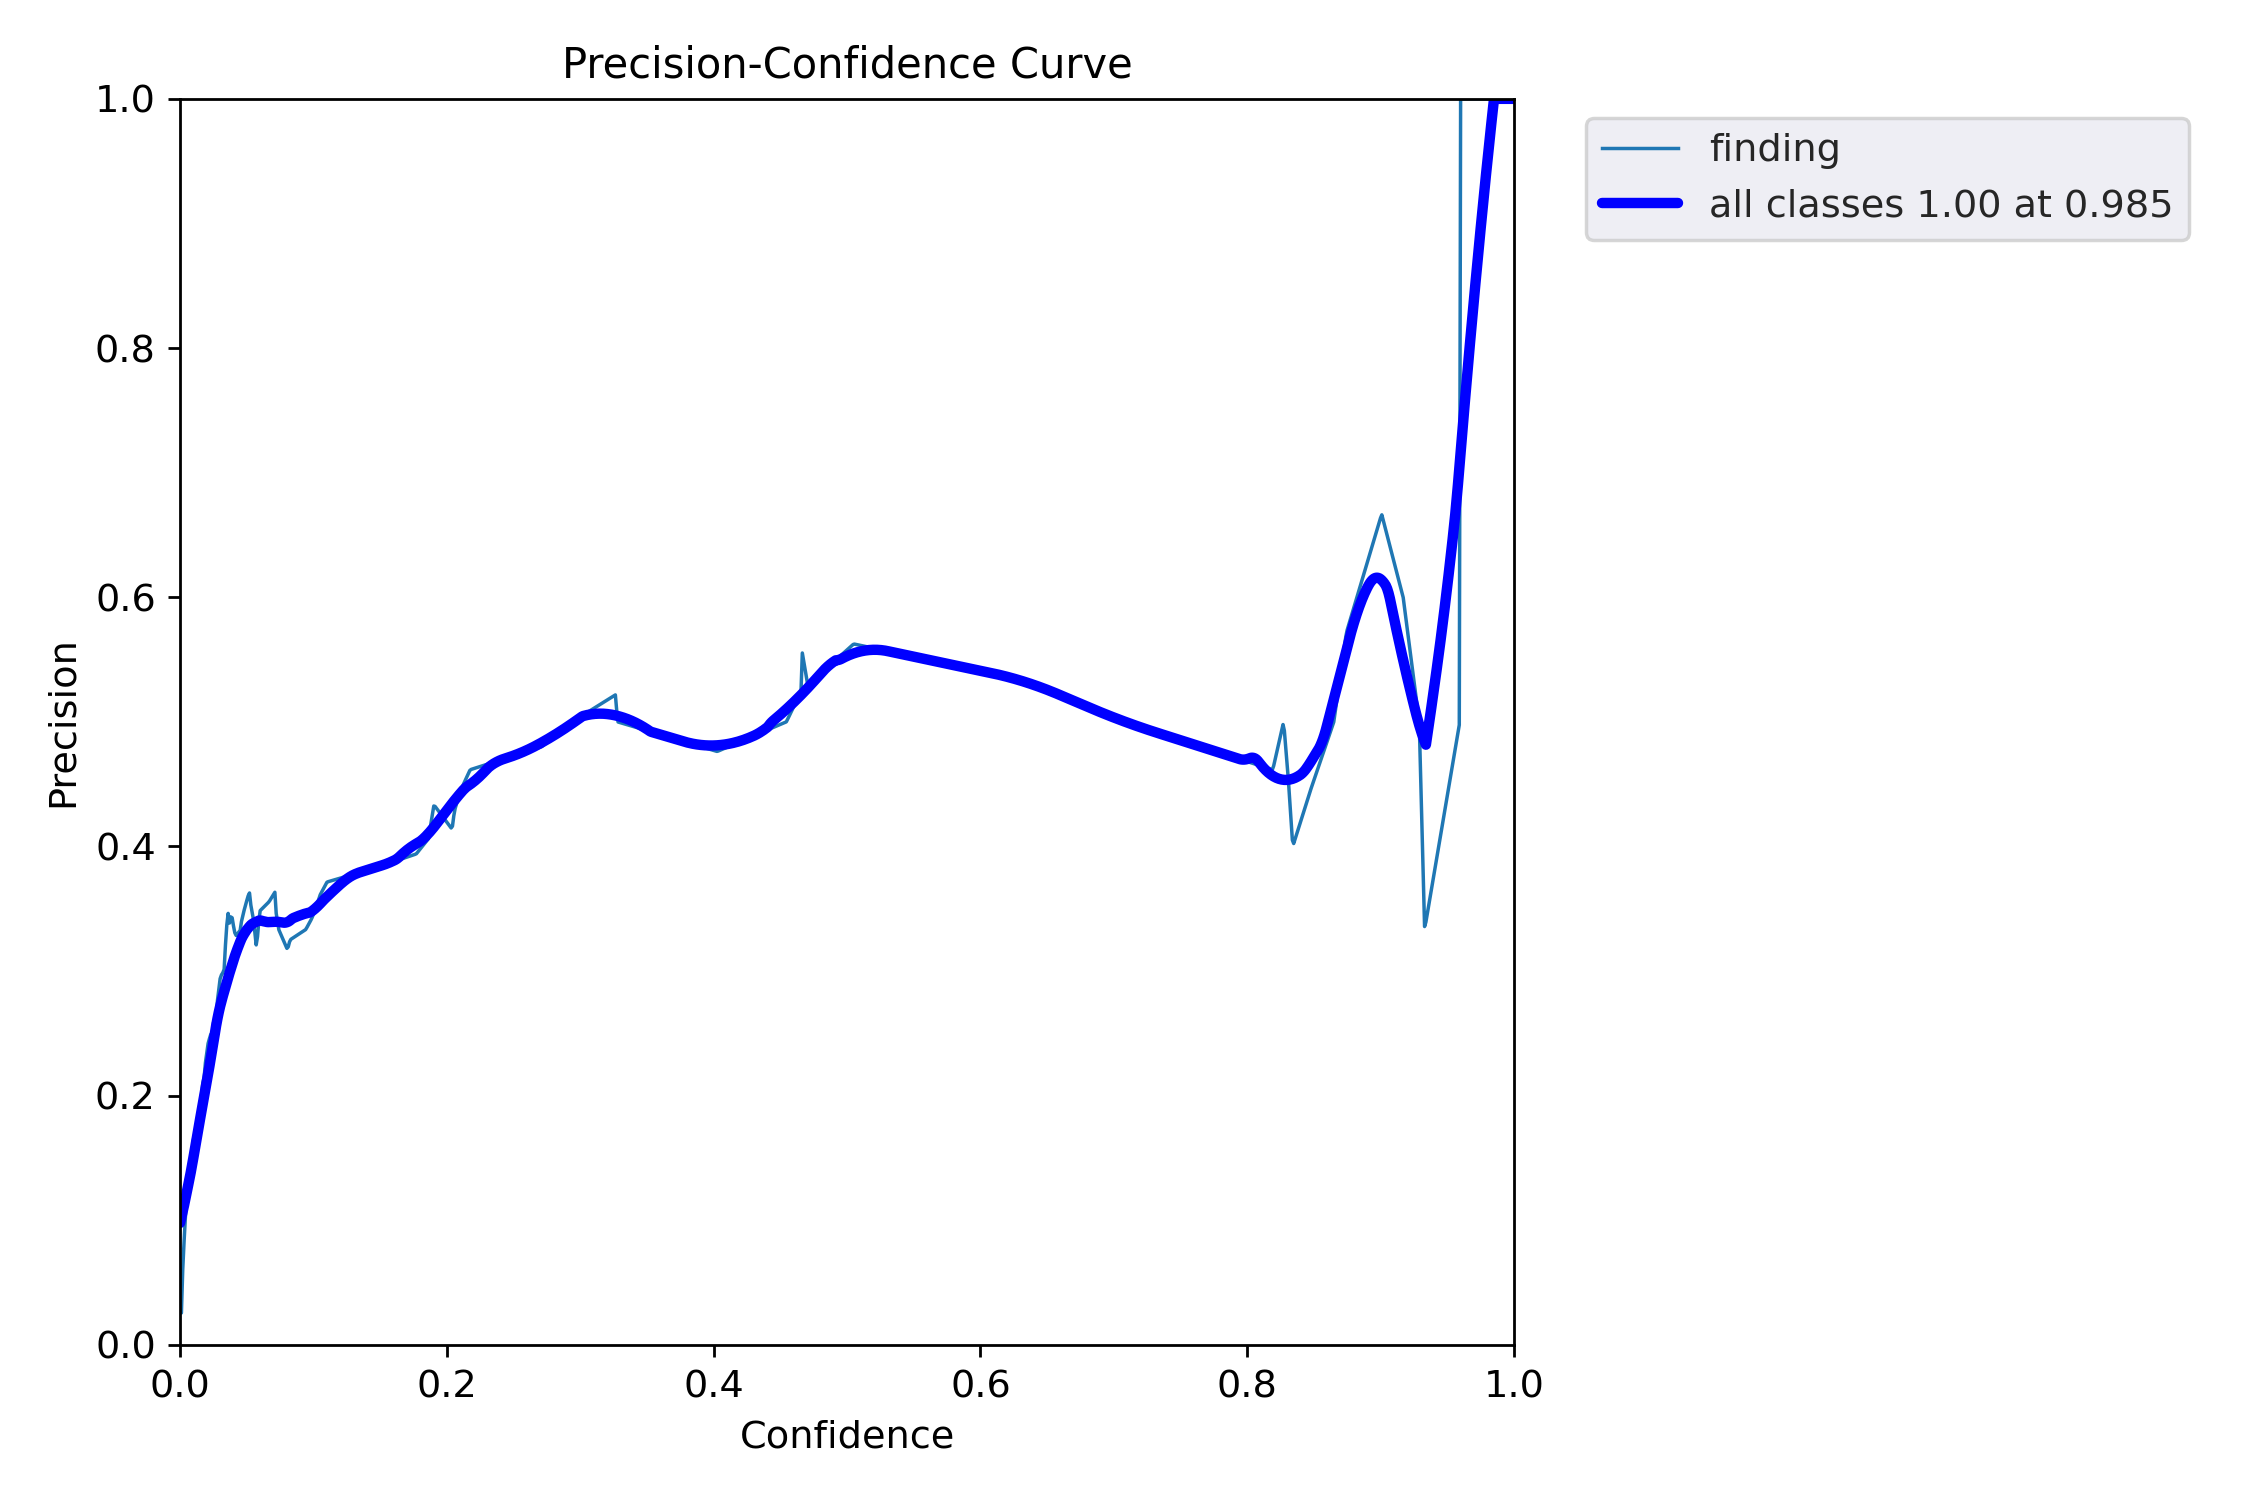 Precision-Confidence Curve
1.0
0.8
0.6
0.4
0.2
0.0
Precision
0.0 0.2 0.4 0.6 0.8 1.0
Confidence
finding
all classes 1.00 at 0.985